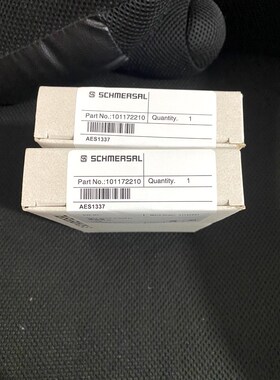 SCHMERSAL
Part No.:101172210 Quantity. 1
AES1337
SCHMERSAL
Part No.:101172210 Quantity. 1
AES1337